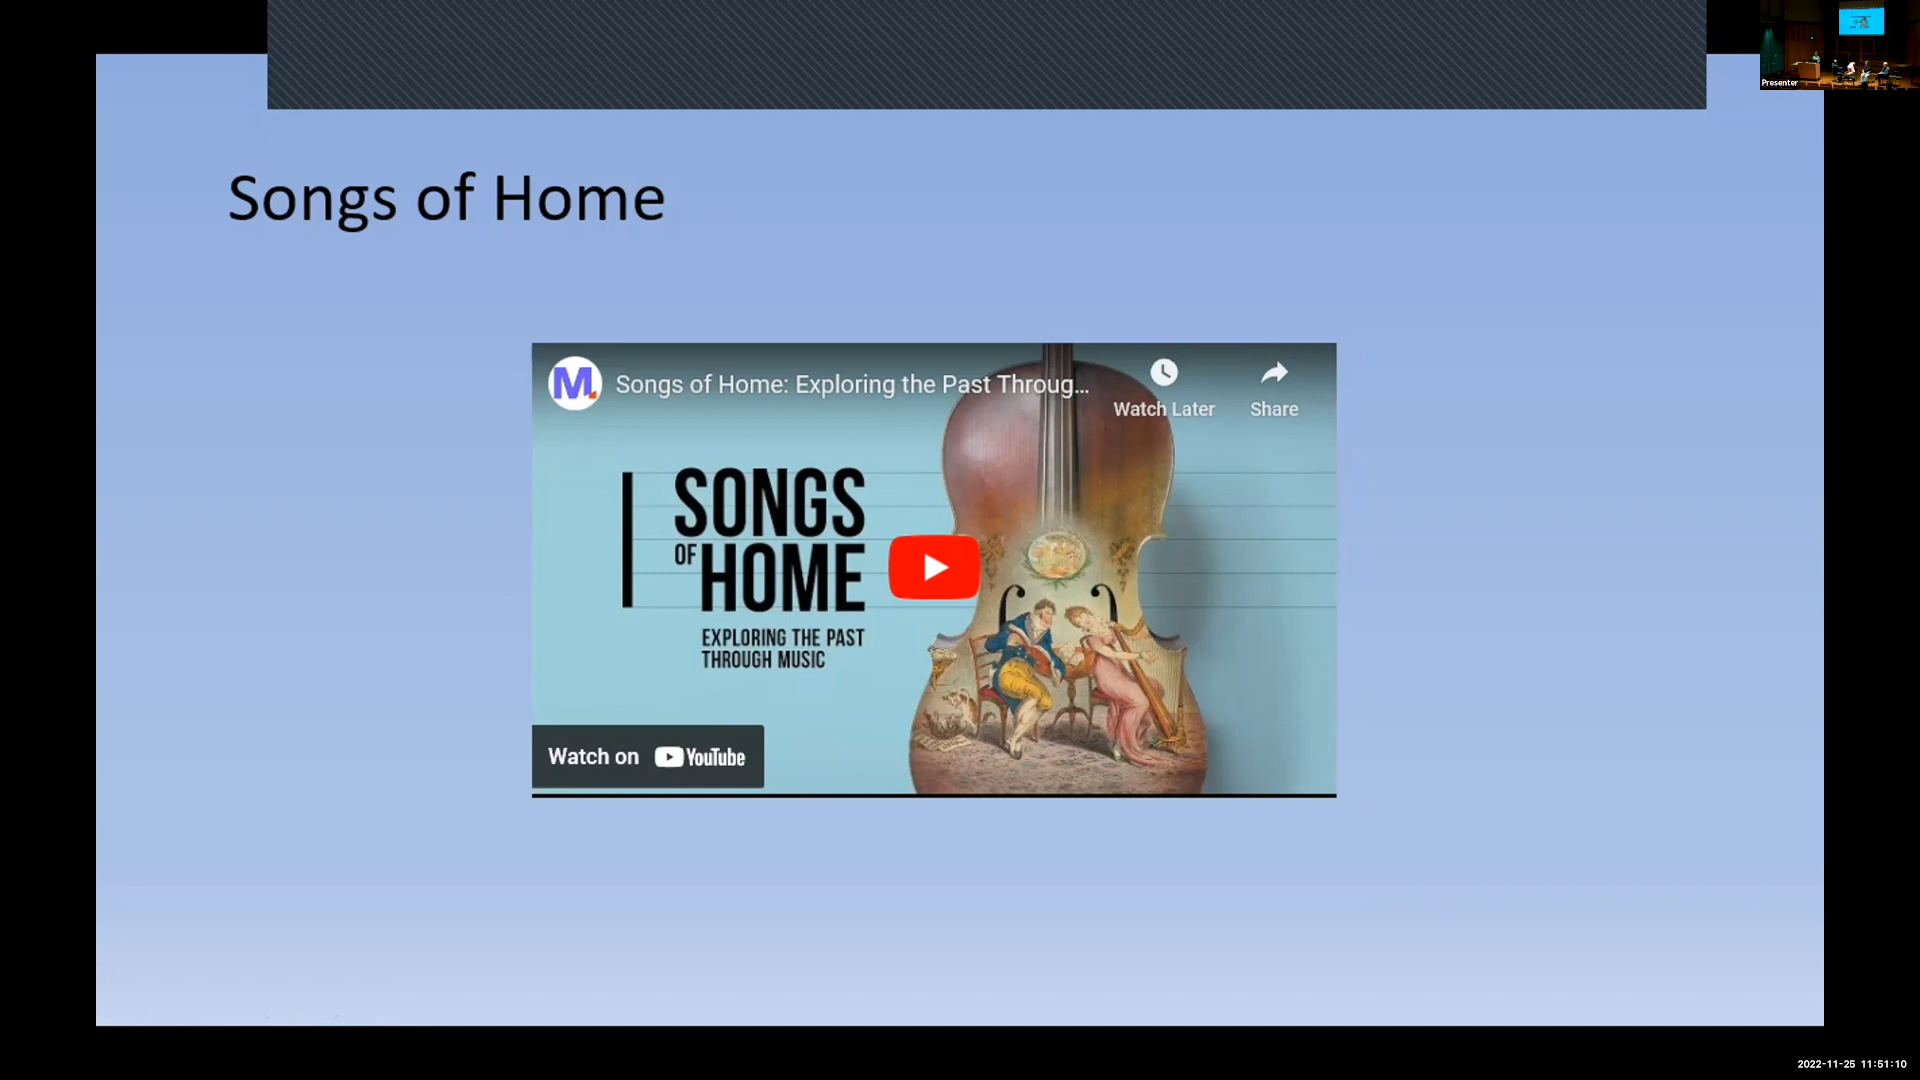 Presenter
Songs of Home
M. Songs of Home: Exploring the Past Throug...
Watch Later
Share
SONGS
OF HOME
EXPLORING THE PAST
THROUGH MUSIC
Watch on YouTube
2022-11-25 11:51:10